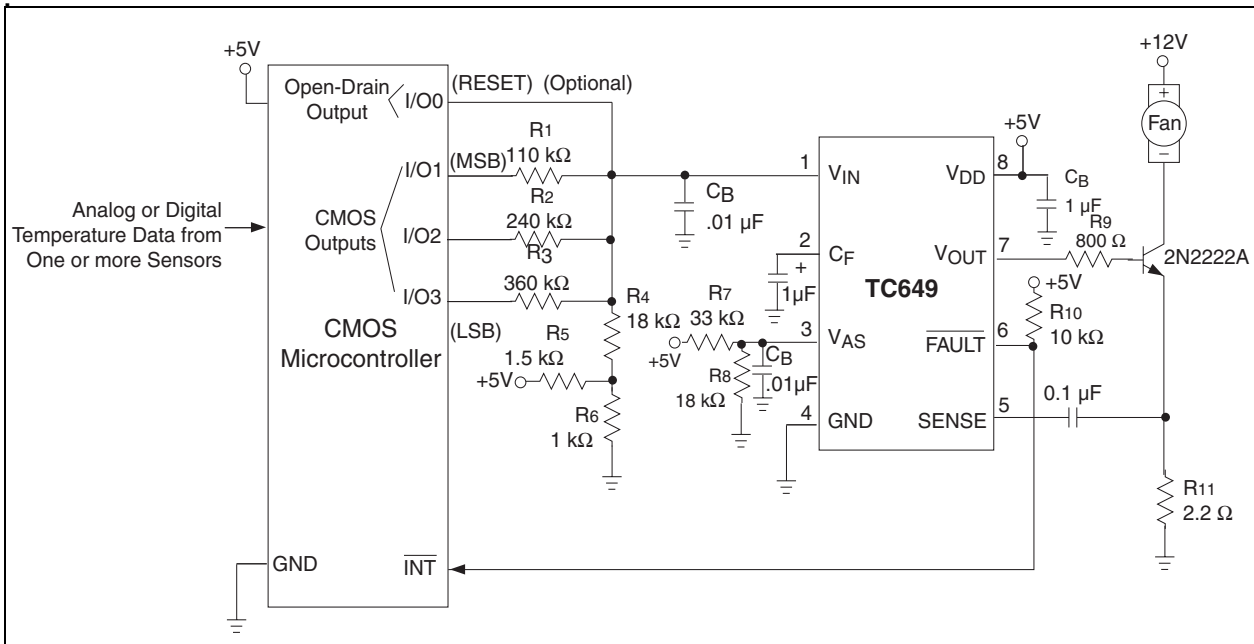 +5V
Open-Drain
Output
I/O0
(RESET) (Optional)
I/O1
(MSB)
R1
110 kΩ
R2
240 kΩ
CMOS
Outputs
I/O2
R3
360 kΩ
I/O3
(LSB)
Analog or Digital
Temperature Data from
One or more Sensors
CMOS
Microcontroller
R4
18 kΩ
R5
1.5 kΩ
+5V
R6
1 kΩ
GND
INT
CB
.01 µF
1
VIN
2
CF
+
1µF
R7
33 kΩ
+5V
3
VAS
CB
.01µF
R8
18 kΩ
4
GND
TC649
VDD
8
+5V
CB
1 µF
VOUT
7
R9
800 Ω
2N2222A
+12V
+
Fan
–
+5V
R10
10 kΩ
FAULT
6
SENSE
5
0.1 µF
R11
2.2 Ω